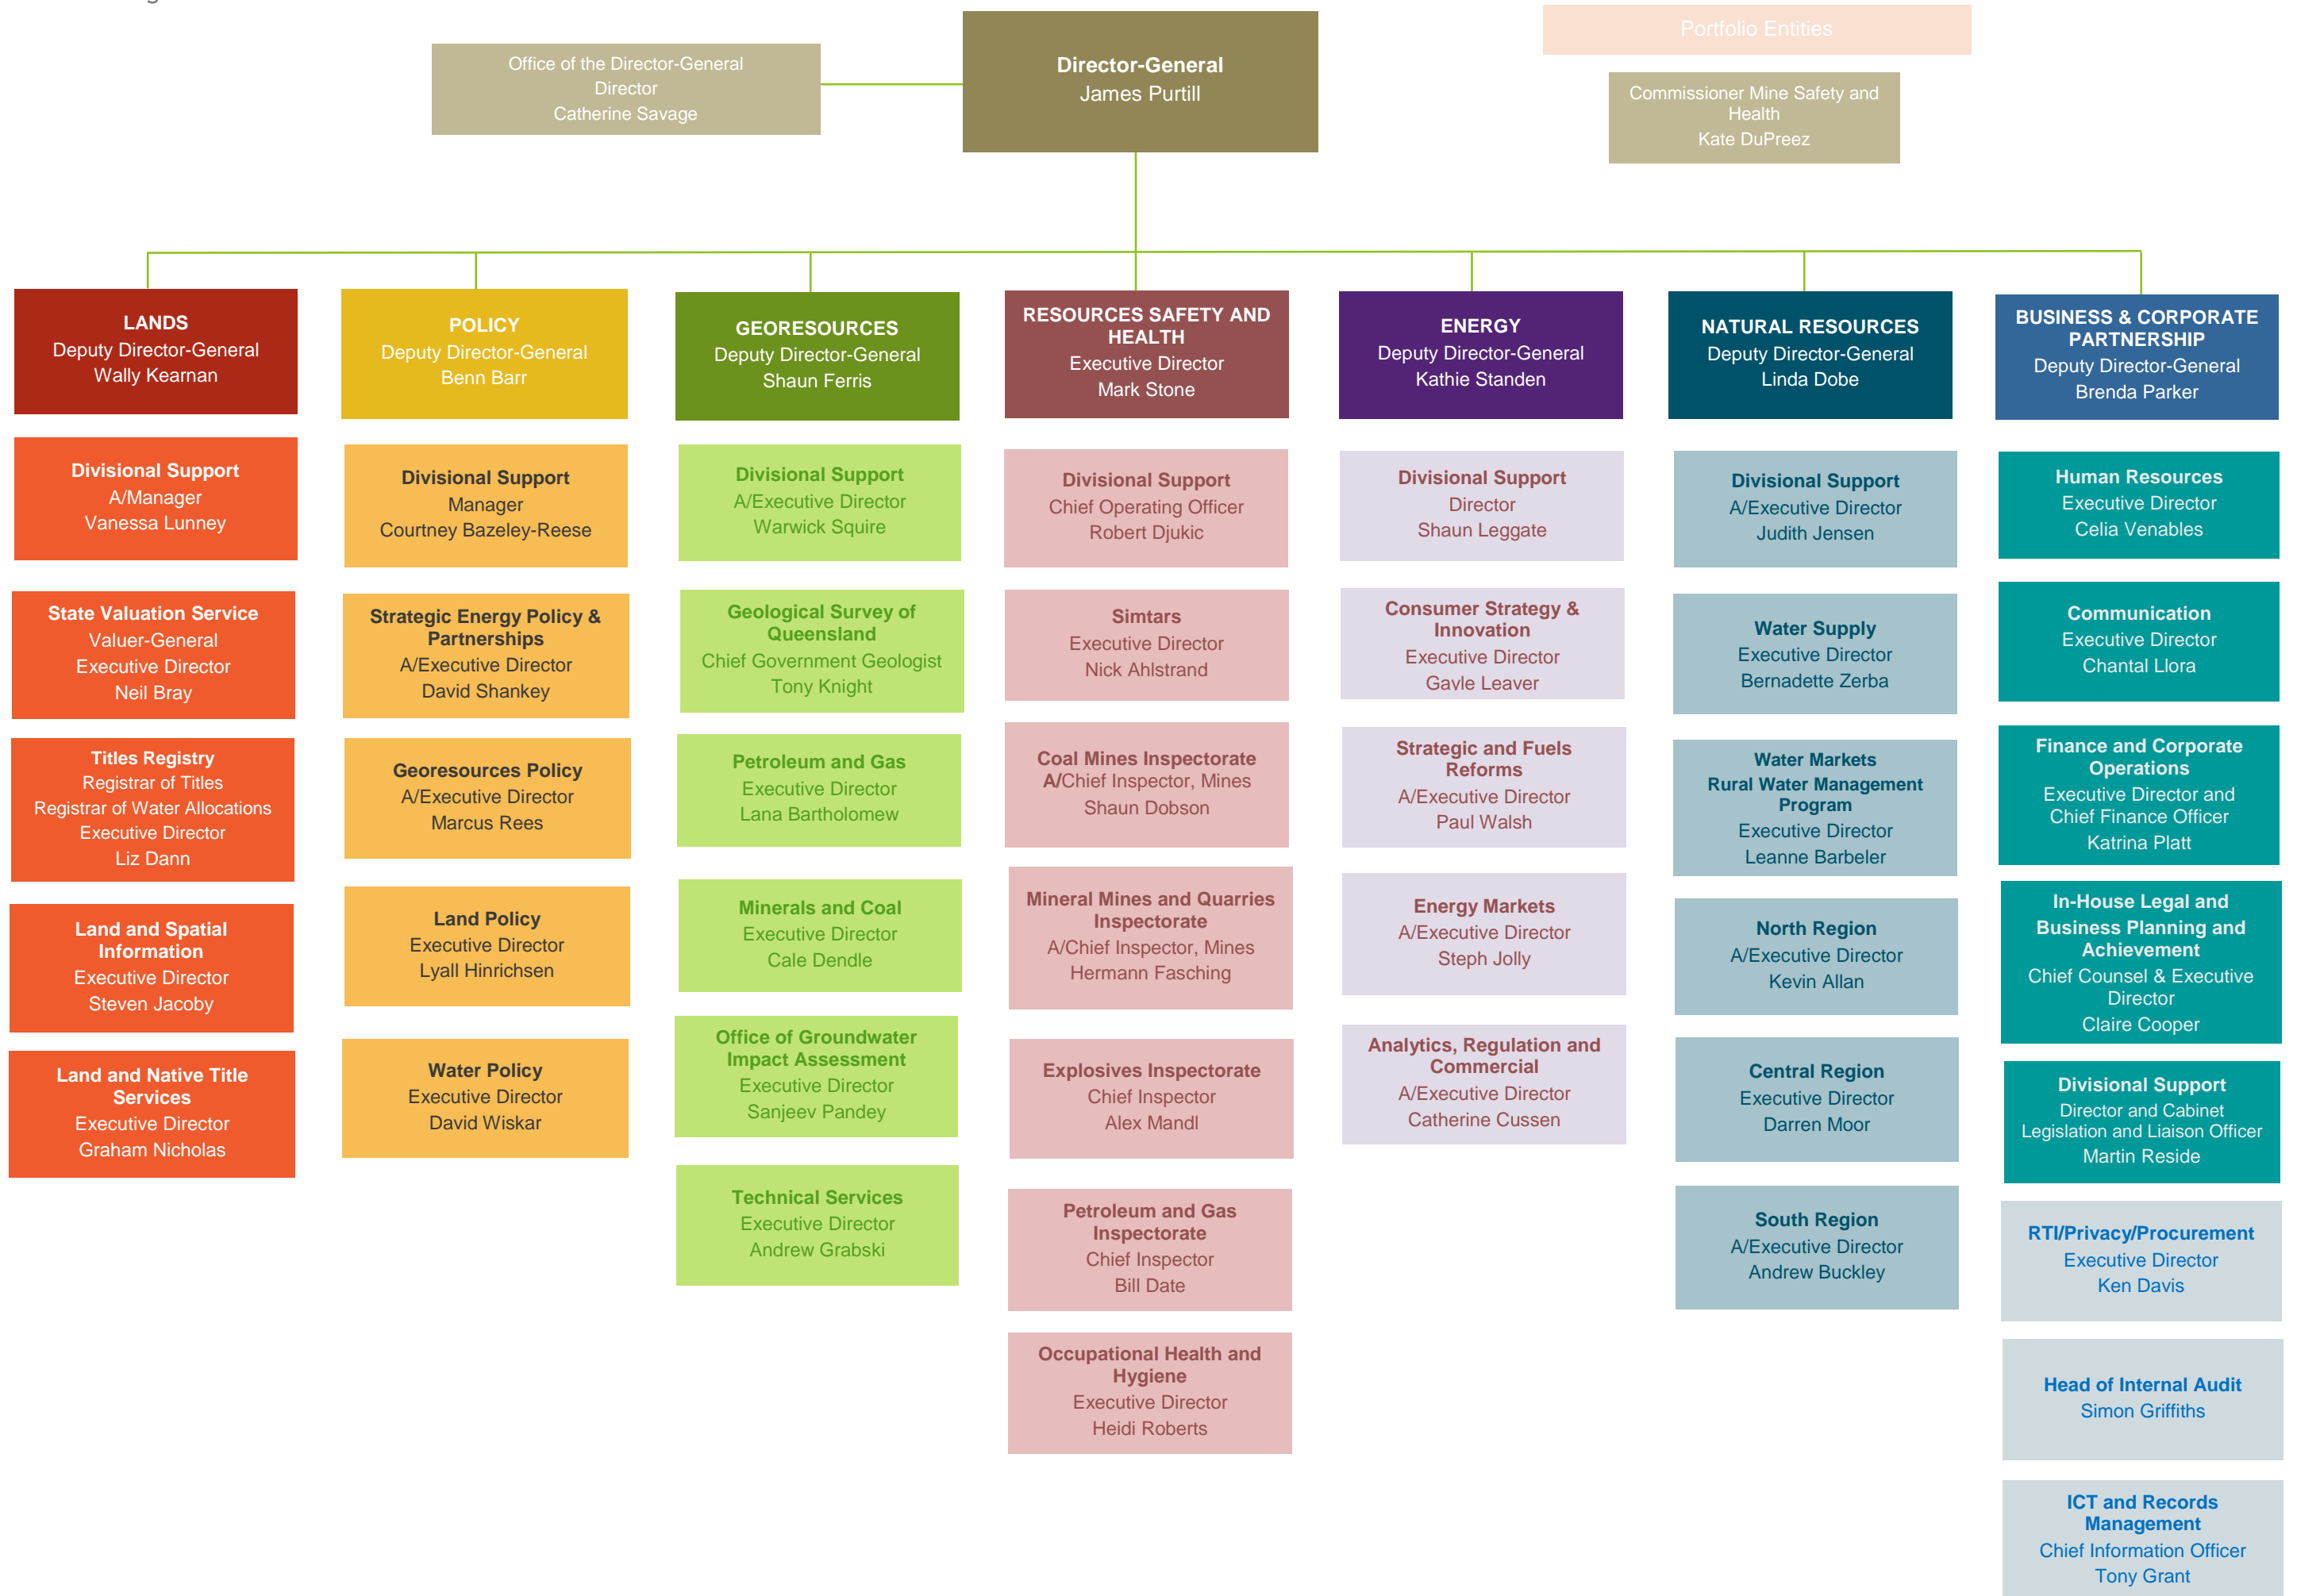 Office of the Director-General
Director
Catherine Savage
Director-General
James Purtill
Portfolio Entities
Commissioner Mine Safety and
Health
Kate DuPreez
LANDS
Deputy Director-General
Wally Kearnan
POLICY
Deputy Director-General
Benn Barr
GEORESOURCES
Deputy Director-General
Shaun Ferris
RESOURCES SAFETY AND
HEALTH
Executive Director
Mark Stone
ENERGY
Deputy Director-General
Kathie Standen
NATURAL RESOURCES
Deputy Director-General
Linda Dobe
BUSINESS & CORPORATE
PARTNERSHIP
Deputy Director-General
Brenda Parker
Divisional Support
A/Manager
Vanessa Lunney
State Valuation Service
Valuer-General
Executive Director
Neil Bray
Titles Registry
Registrar of Titles
Registrar of Water Allocations
Executive Director
Liz Dann
Land and Spatial
Information
Executive Director
Steven Jacoby
Land and Native Title
Services
Executive Director
Graham Nicholas
Divisional Support
Manager
Courtney Bazeley-Reese
Strategic Energy Policy &
Partnerships
A/Executive Director
David Shankey
Georesources Policy
A/Executive Director
Marcus Rees
Land Policy
Executive Director
Lyall Hinrichsen
Water Policy
Executive Director
David Wiskar
Divisional Support
A/Executive Director
Warwick Squire
Geological Survey of
Queensland
Chief Government Geologist
Tony Knight
Petroleum and Gas
Executive Director
Lana Bartholomew
Minerals and Coal
Executive Director
Cale Dendle
Office of Groundwater
Impact Assessment
Executive Director
Sanjeev Pandey
Technical Services
Executive Director
Andrew Grabski
Divisional Support
Chief Operating Officer
Robert Djukic
Simtars
Executive Director
Nick Ahlstrand
Coal Mines Inspectorate
A/Chief Inspector, Mines
Shaun Dobson
Mineral Mines and Quarries
Inspectorate
A/Chief Inspector, Mines
Hermann Fasching
Explosives Inspectorate
Chief Inspector
Alex Mandl
Petroleum and Gas
Inspectorate
Chief Inspector
Bill Date
Occupational Health and
Hygiene
Executive Director
Heidi Roberts
Divisional Support
Director
Shaun Leggate
Consumer Strategy &
Innovation
Executive Director
Gayle Leaver
Strategic and Fuels
Reforms
A/Executive Director
Paul Walsh
Energy Markets
A/Executive Director
Steph Jolly
Analytics, Regulation and
Commercial
A/Executive Director
Catherine Cussen
Divisional Support
A/Executive Director
Judith Jensen
Water Supply
Executive Director
Bernadette Zerba
Water Markets
Rural Water Management
Program
Executive Director
Leanne Barbeler
North Region
A/Executive Director
Kevin Allan
Central Region
Executive Director
Darren Moor
South Region
A/Executive Director
Andrew Buckley
Human Resources
Executive Director
Celia Venables
Communication
Executive Director
Chantal Llora
Finance and Corporate
Operations
Executive Director and
Chief Finance Officer
Katrina Platt
In-House Legal and
Business Planning and
Achievement
Chief Counsel & Executive
Director
Claire Cooper
Divisional Support
Director and Cabinet
Legislation and Liaison Officer
Martin Reside
RTI/Privacy/Procurement
Executive Director
Ken Davis
Head of Internal Audit
Simon Griffiths
ICT and Records
Management
Chief Information Officer
Tony Grant